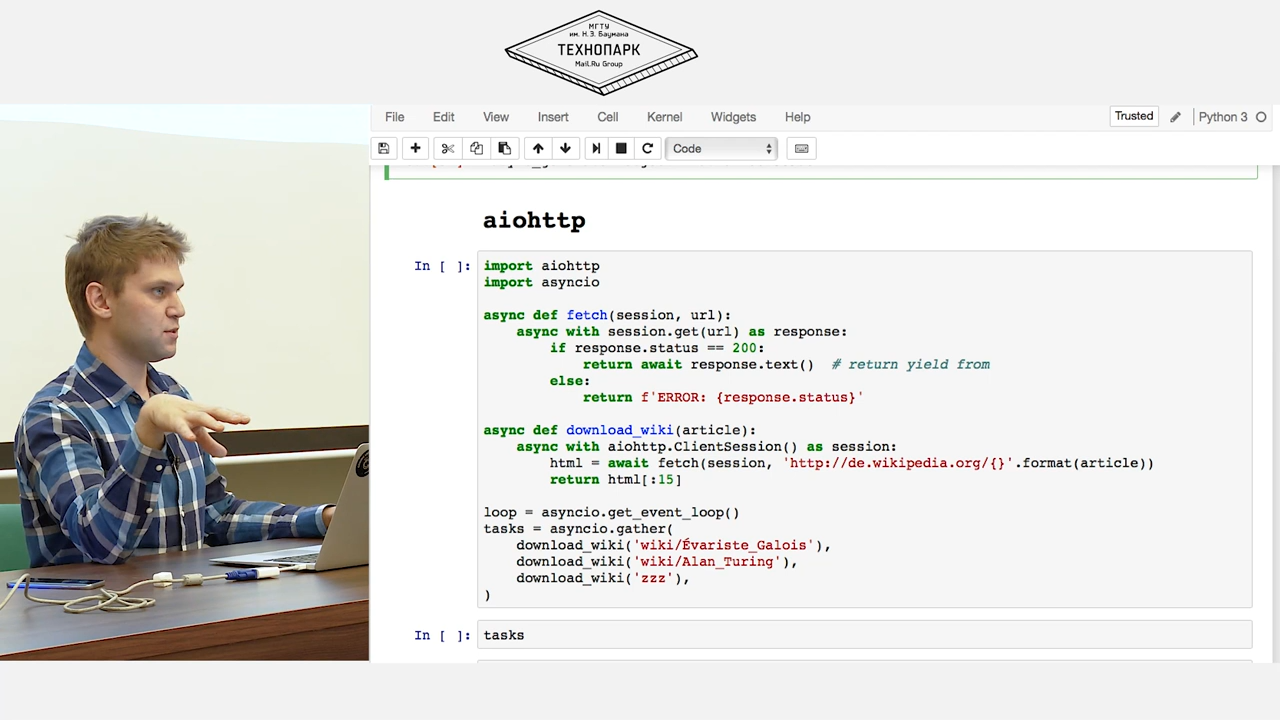 МГТУ
им. Н.Э. Баумана
ТЕХНОПАРК
Mail.Ru Group
File Edit View Insert Cell Kernel Widgets Help
Trusted
Python 3
Code
aiohttp
In [ ]:
import aiohttp
import asyncio
async def fetch(session, url):
async with session.get(url) as response:
if response.status == 200:
return await response.text()  # return yield from
else:
return f'ERROR: {response.status}'
async def download_wiki(article):
async with aiohttp.ClientSession() as session:
html = await fetch(session, 'http://de.wikipedia.org/{}'.format(article))
return html[:15]
loop = asyncio.get_event_loop()
tasks = asyncio.gather(
download_wiki('wiki/Évariste_Galois'),
download_wiki('wiki/Alan_Turing'),
download_wiki('zzz'),
)
In [ ]: tasks